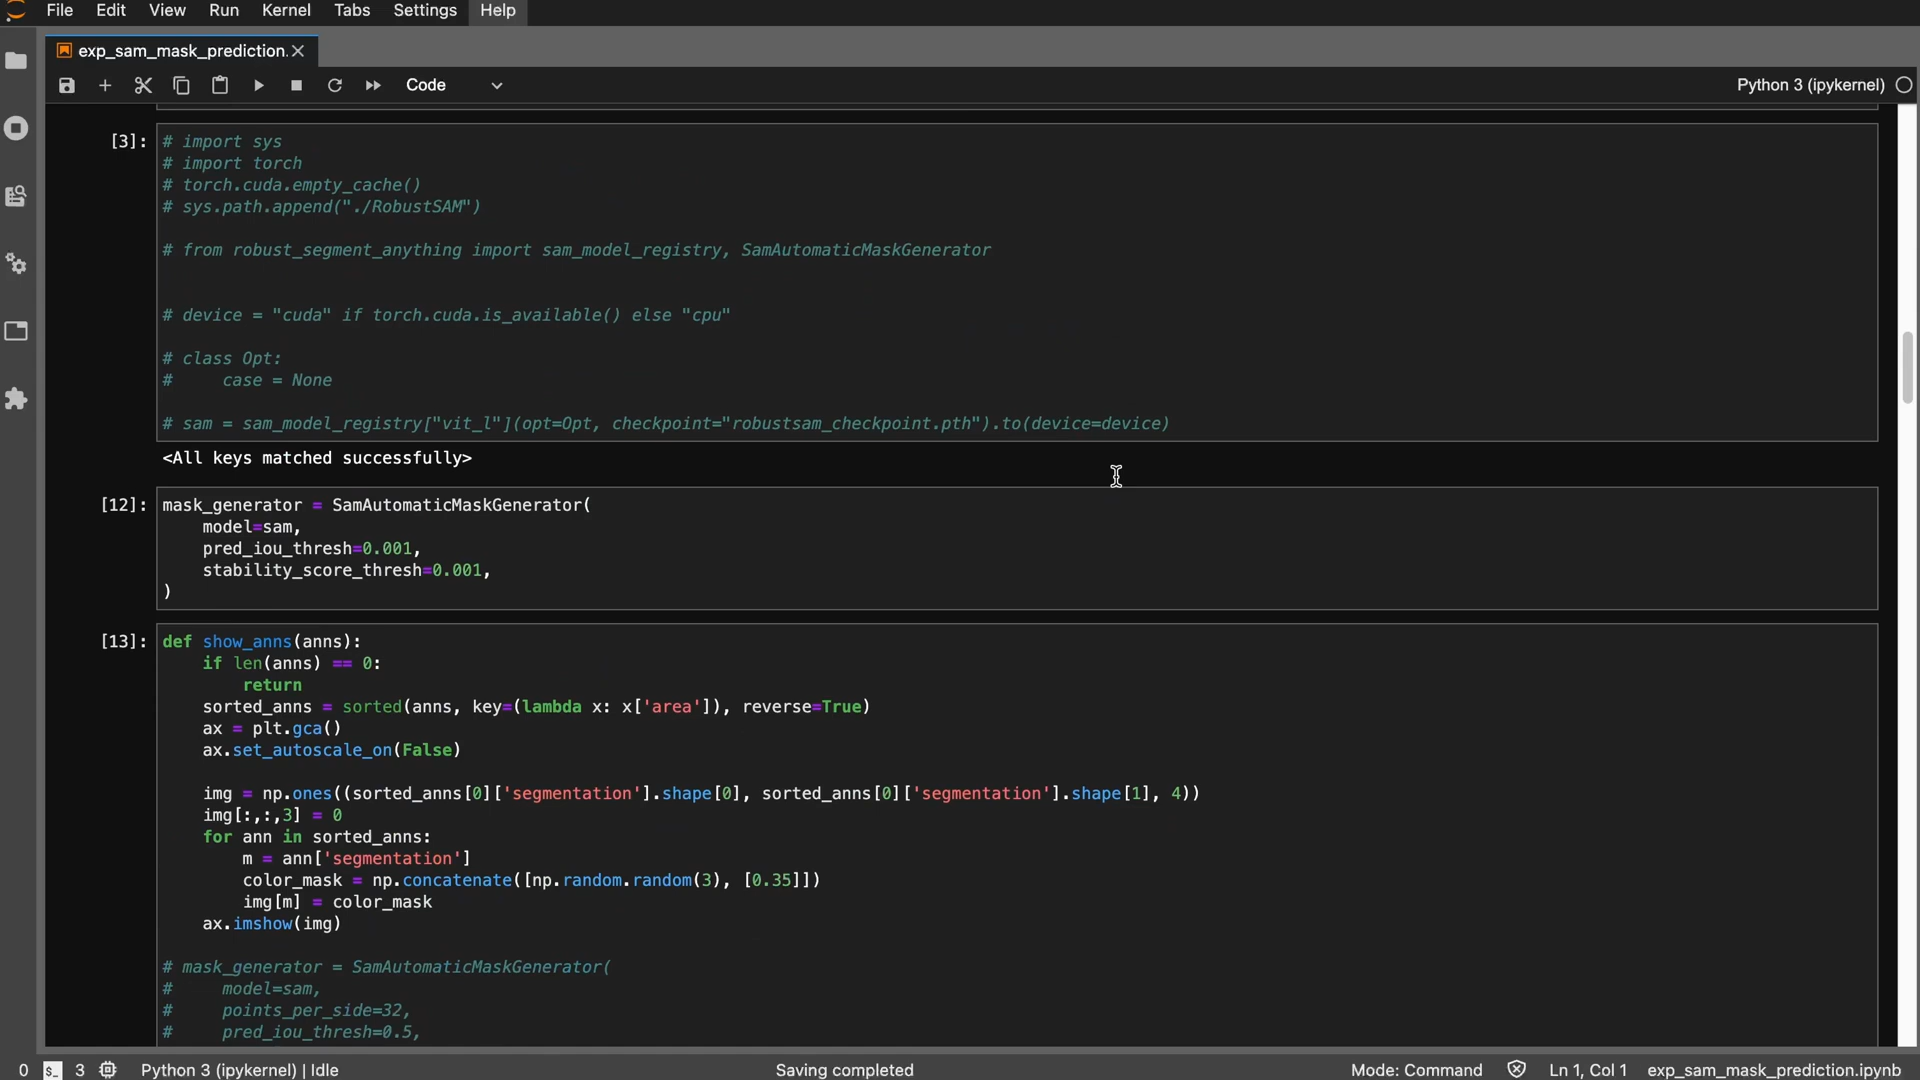 File Edit View Run Kernel Tabs Settings Help
exp_sam_mask_prediction.
Code Python 3 (ipykernel)
[3]: # import sys
# import torch
# torch.cuda.empty_cache()
# sys.path.append("./RobustSAM")
# from robust_segment_anything import sam_model_registry, SamAutomaticMaskGenerator
# device = "cuda" if torch.cuda.is_available() else "cpu"
# class Opt:
#     case = None
# sam = sam_model_registry["vit_l"](opt=Opt, checkpoint="robustsam_checkpoint.pth").to(device=device)
<All keys matched successfully>
[12]: mask_generator = SamAutomaticMaskGenerator(
    model=sam,
    pred_iou_thresh=0.001,
    stability_score_thresh=0.001,
)
[13]: def show_anns(anns):
    if len(anns) == 0:
        return
    sorted_anns = sorted(anns, key=(lambda x: x['area']), reverse=True)
    ax = plt.gca()
    ax.set_autoscale_on(False)
    img = np.ones((sorted_anns[0]['segmentation'].shape[0], sorted_anns[0]['segmentation'].shape[1], 4))
    img[:,:,3] = 0
    for ann in sorted_anns:
        m = ann['segmentation']
        color_mask = np.concatenate([np.random.random(3), [0.35]])
        img[m] = color_mask
    ax.imshow(img)
# mask_generator = SamAutomaticMaskGenerator(
#     model=sam,
#     points_per_side=32,
#     pred_iou_thresh=0.5,
0 $_ 3 Python 3 (ipykernel) | Idle Saving completed Mode: Command Ln 1, Col 1 exp_sam_mask_prediction.ipynb